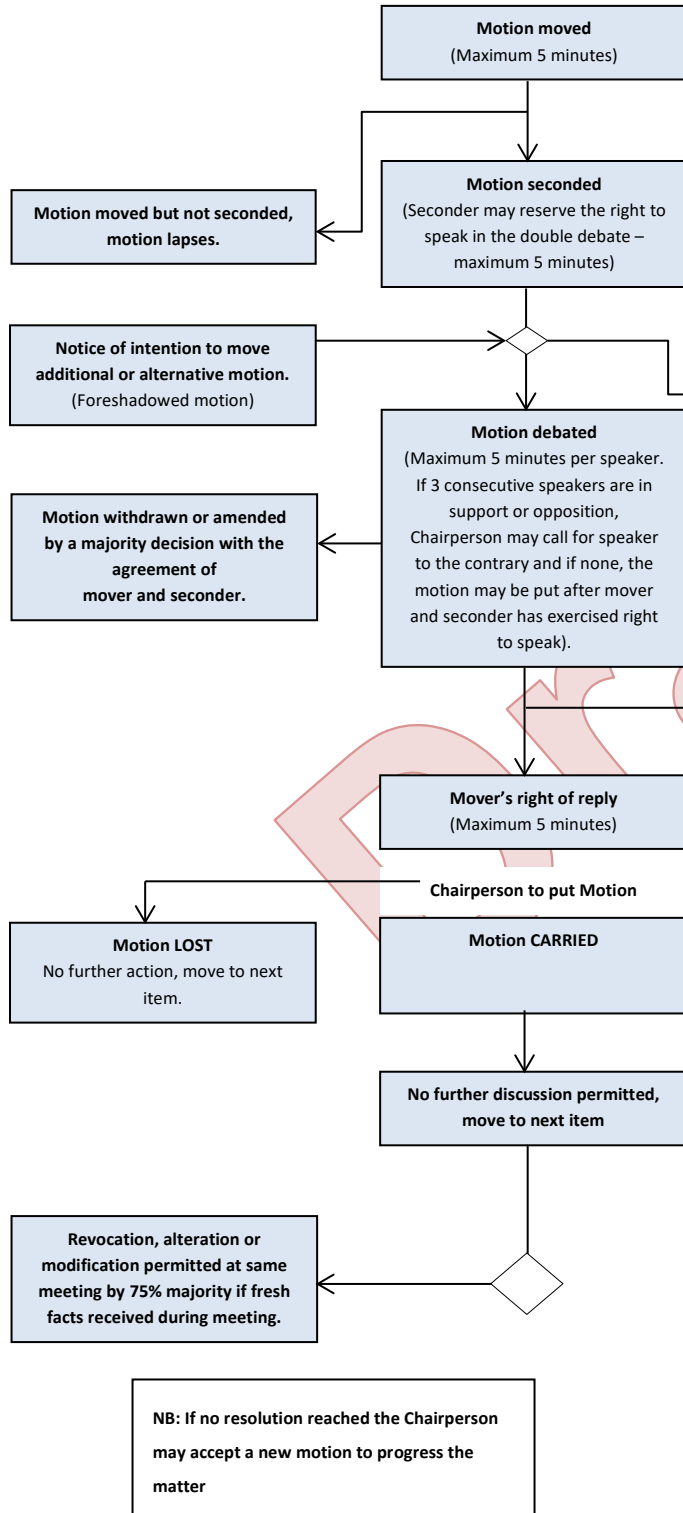 Motion moved
(Maximum 5 minutes)
Motion seconded
(Seconder may reserve the right to
speak in the double debate –
maximum 5 minutes)
Motion moved but not seconded,
motion lapses.
Notice of intention to move
additional or alternative motion.
(Foreshadowed motion)
Motion debated
(Maximum 5 minutes per speaker.
If 3 consecutive speakers are in
support or opposition,
Chairperson may call for speaker
to the contrary and if none, the
motion may be put after mover
and seconder has exercised right
to speak).
Motion withdrawn or amended
by a majority decision with the
agreement of
mover and seconder.
Mover’s right of reply
(Maximum 5 minutes)
Chairperson to put Motion
Motion LOST
No further action, move to next
item.
Motion CARRIED
No further discussion permitted,
move to next item
Revocation, alteration or
modification permitted at same
meeting by 75% majority if fresh
facts received during meeting.
NB: If no resolution reached the Chairperson
may accept a new motion to progress the
matter